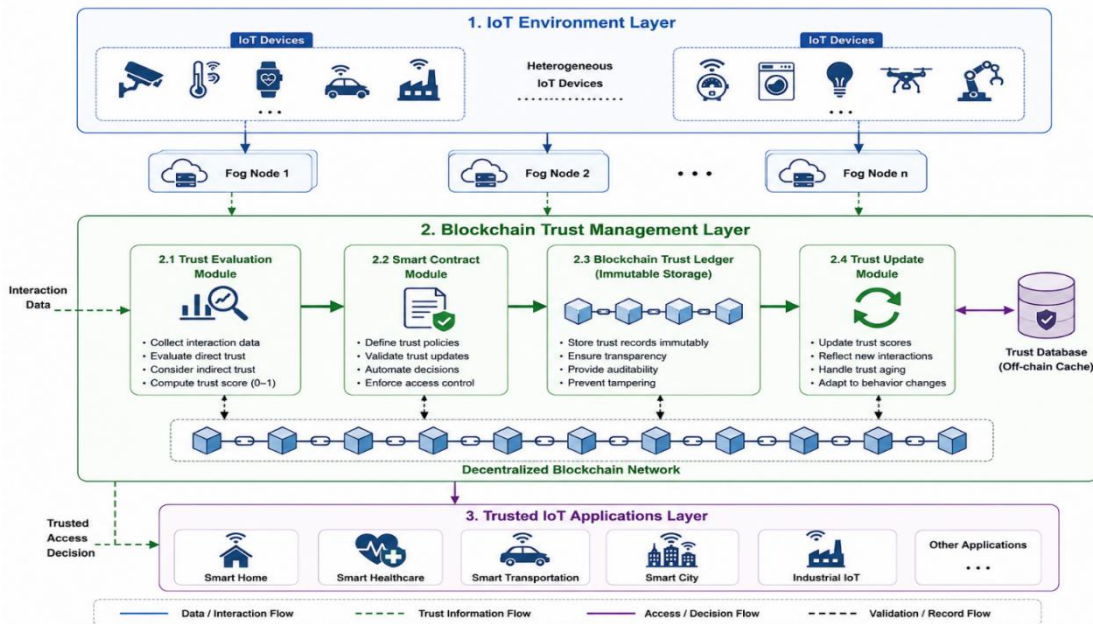 1. IoT Environment Layer
IoT Devices
...
Heterogeneous
IoT Devices
IoT Devices
...
Fog Node 1
Fog Node 2
...
Fog Node n
2. Blockchain Trust Management Layer
Interaction
Data
2.1 Trust Evaluation
Module
• Collect interaction data
• Evaluate direct trust
• Consider indirect trust
• Compute trust score (0–1)
2.2 Smart Contract
Module
• Define trust policies
• Validate trust updates
• Automate decisions
• Enforce access control
2.3 Blockchain Trust Ledger
(Immutable Storage)
• Store trust records immutably
• Ensure transparency
• Provide auditability
• Prevent tampering
2.4 Trust Update
Module
• Update trust scores
• Reflect new interactions
• Handle trust aging
• Adapt to behavior changes
Trust Database
(Off-chain Cache)
Decentralized Blockchain Network
Trusted
Access
Decision
3. Trusted IoT Applications Layer
Smart Home
Smart Healthcare
Smart Transportation
Smart City
Industrial IoT
Other Applications
...
Data / Interaction Flow
Trust Information Flow
Access / Decision Flow
Validation / Record Flow